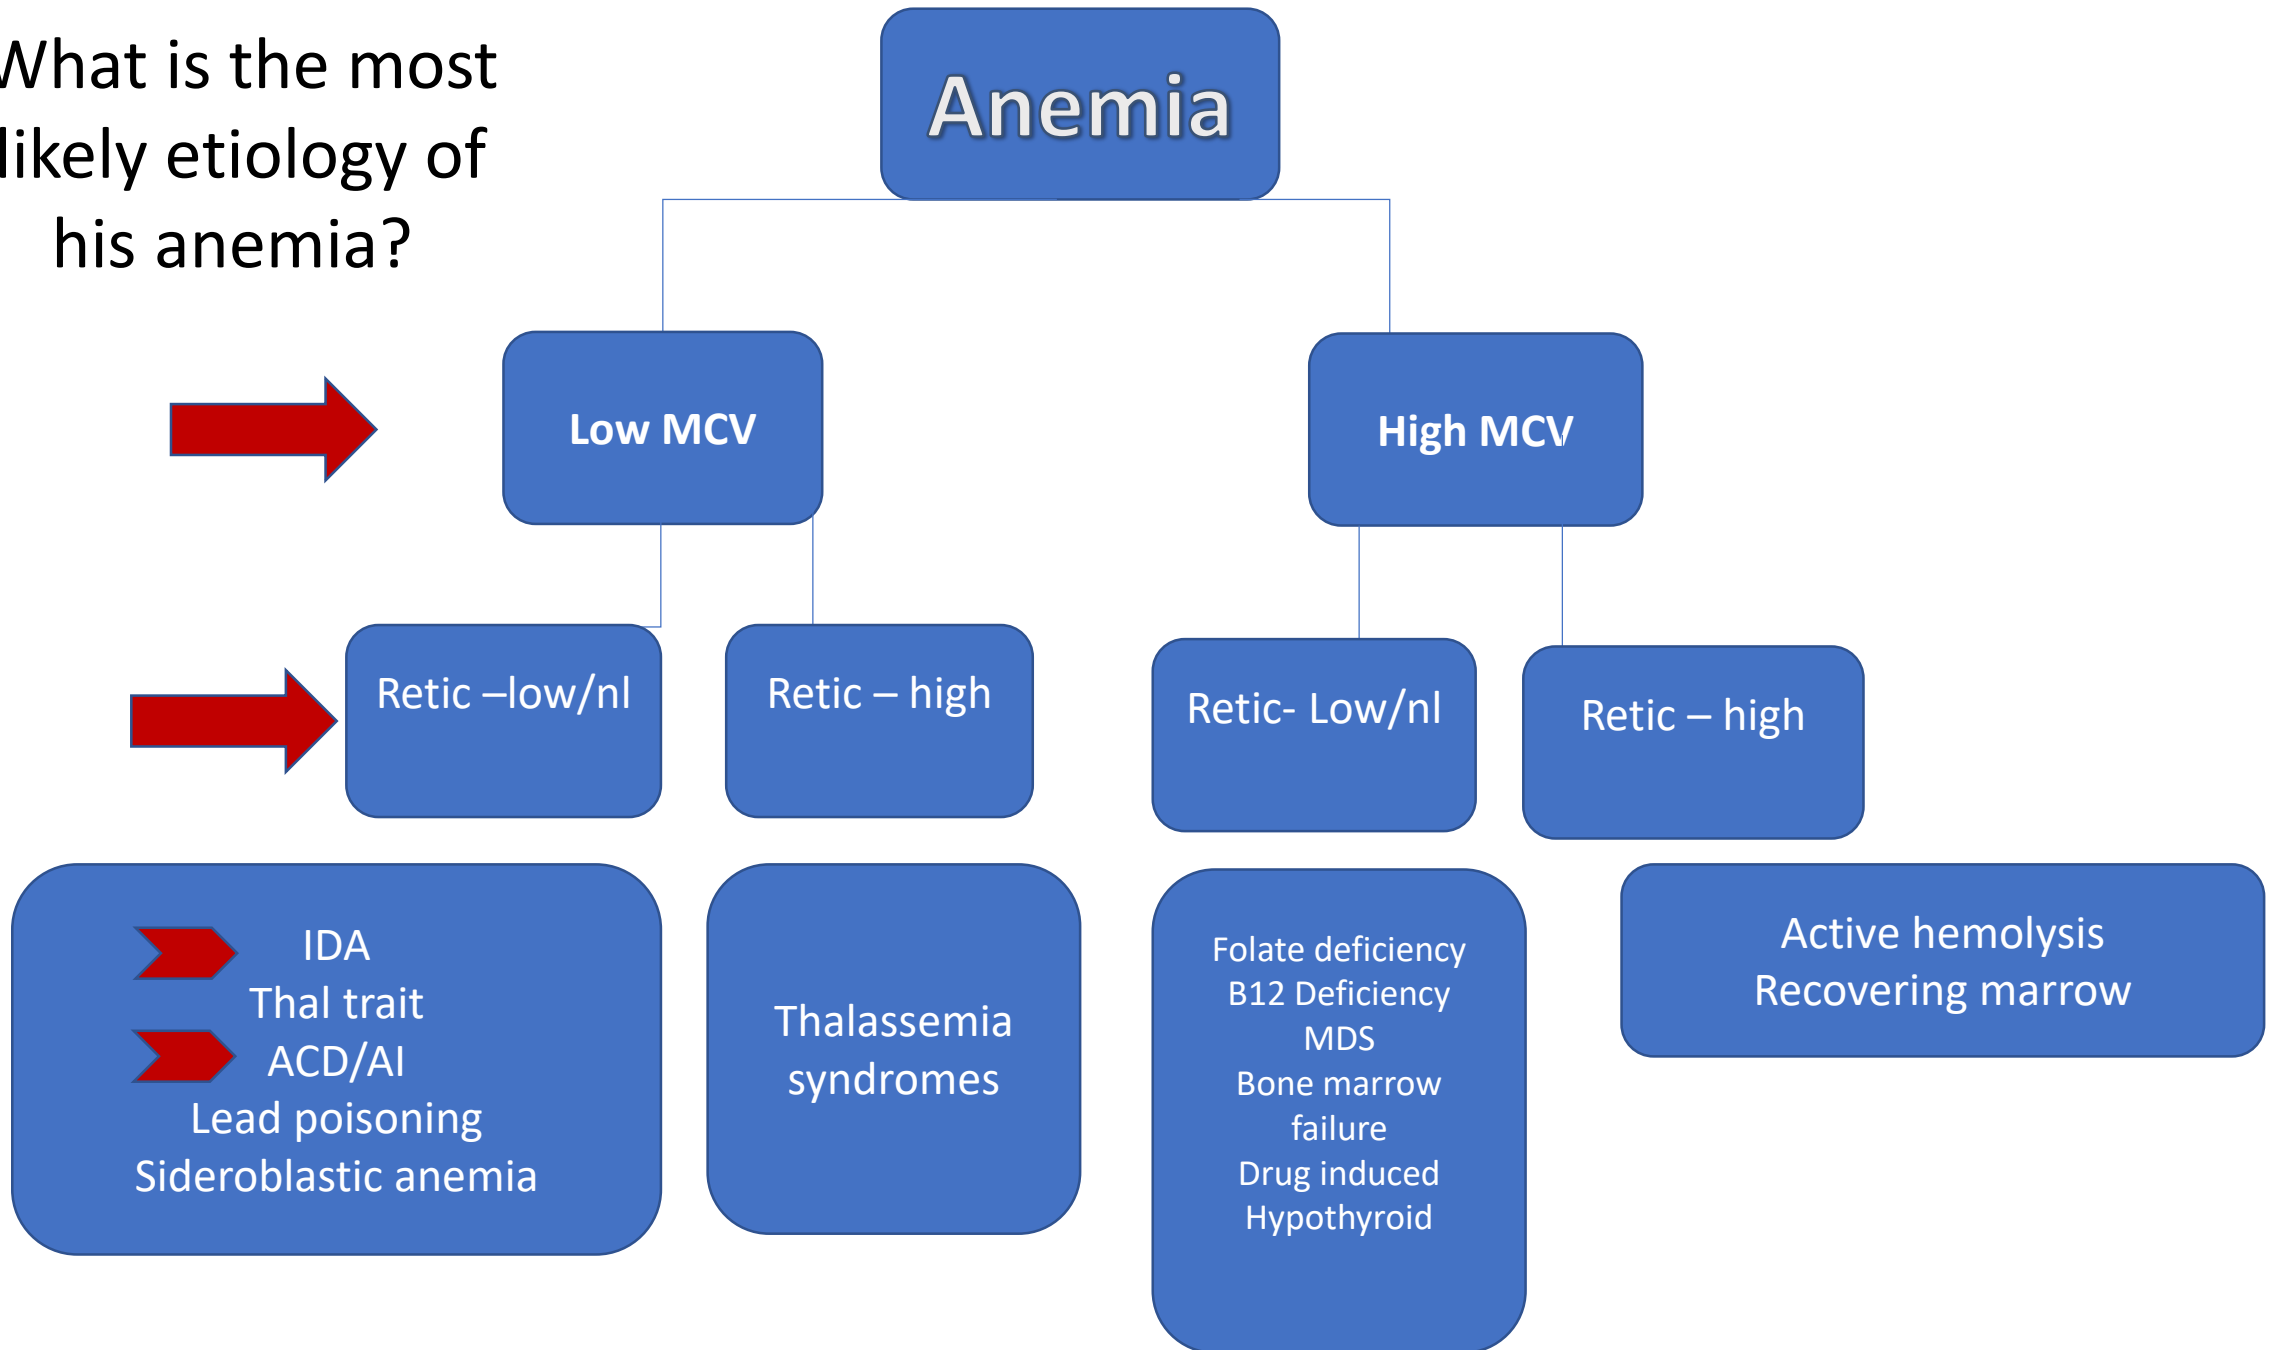 What is the most
likely etiology of
his anemia?
Anemia
Low MCV
High MCV
Retic –low/nl
Retic – high
Retic- Low/nl
Retic – high
IDA
Thal trait
ACD/AI
Lead poisoning
Sideroblastic anemia
Thalassemia
syndromes
Folate deficiency
B12 Deficiency
MDS
Bone marrow
failure
Drug induced
Hypothyroid
Active hemolysis
Recovering marrow